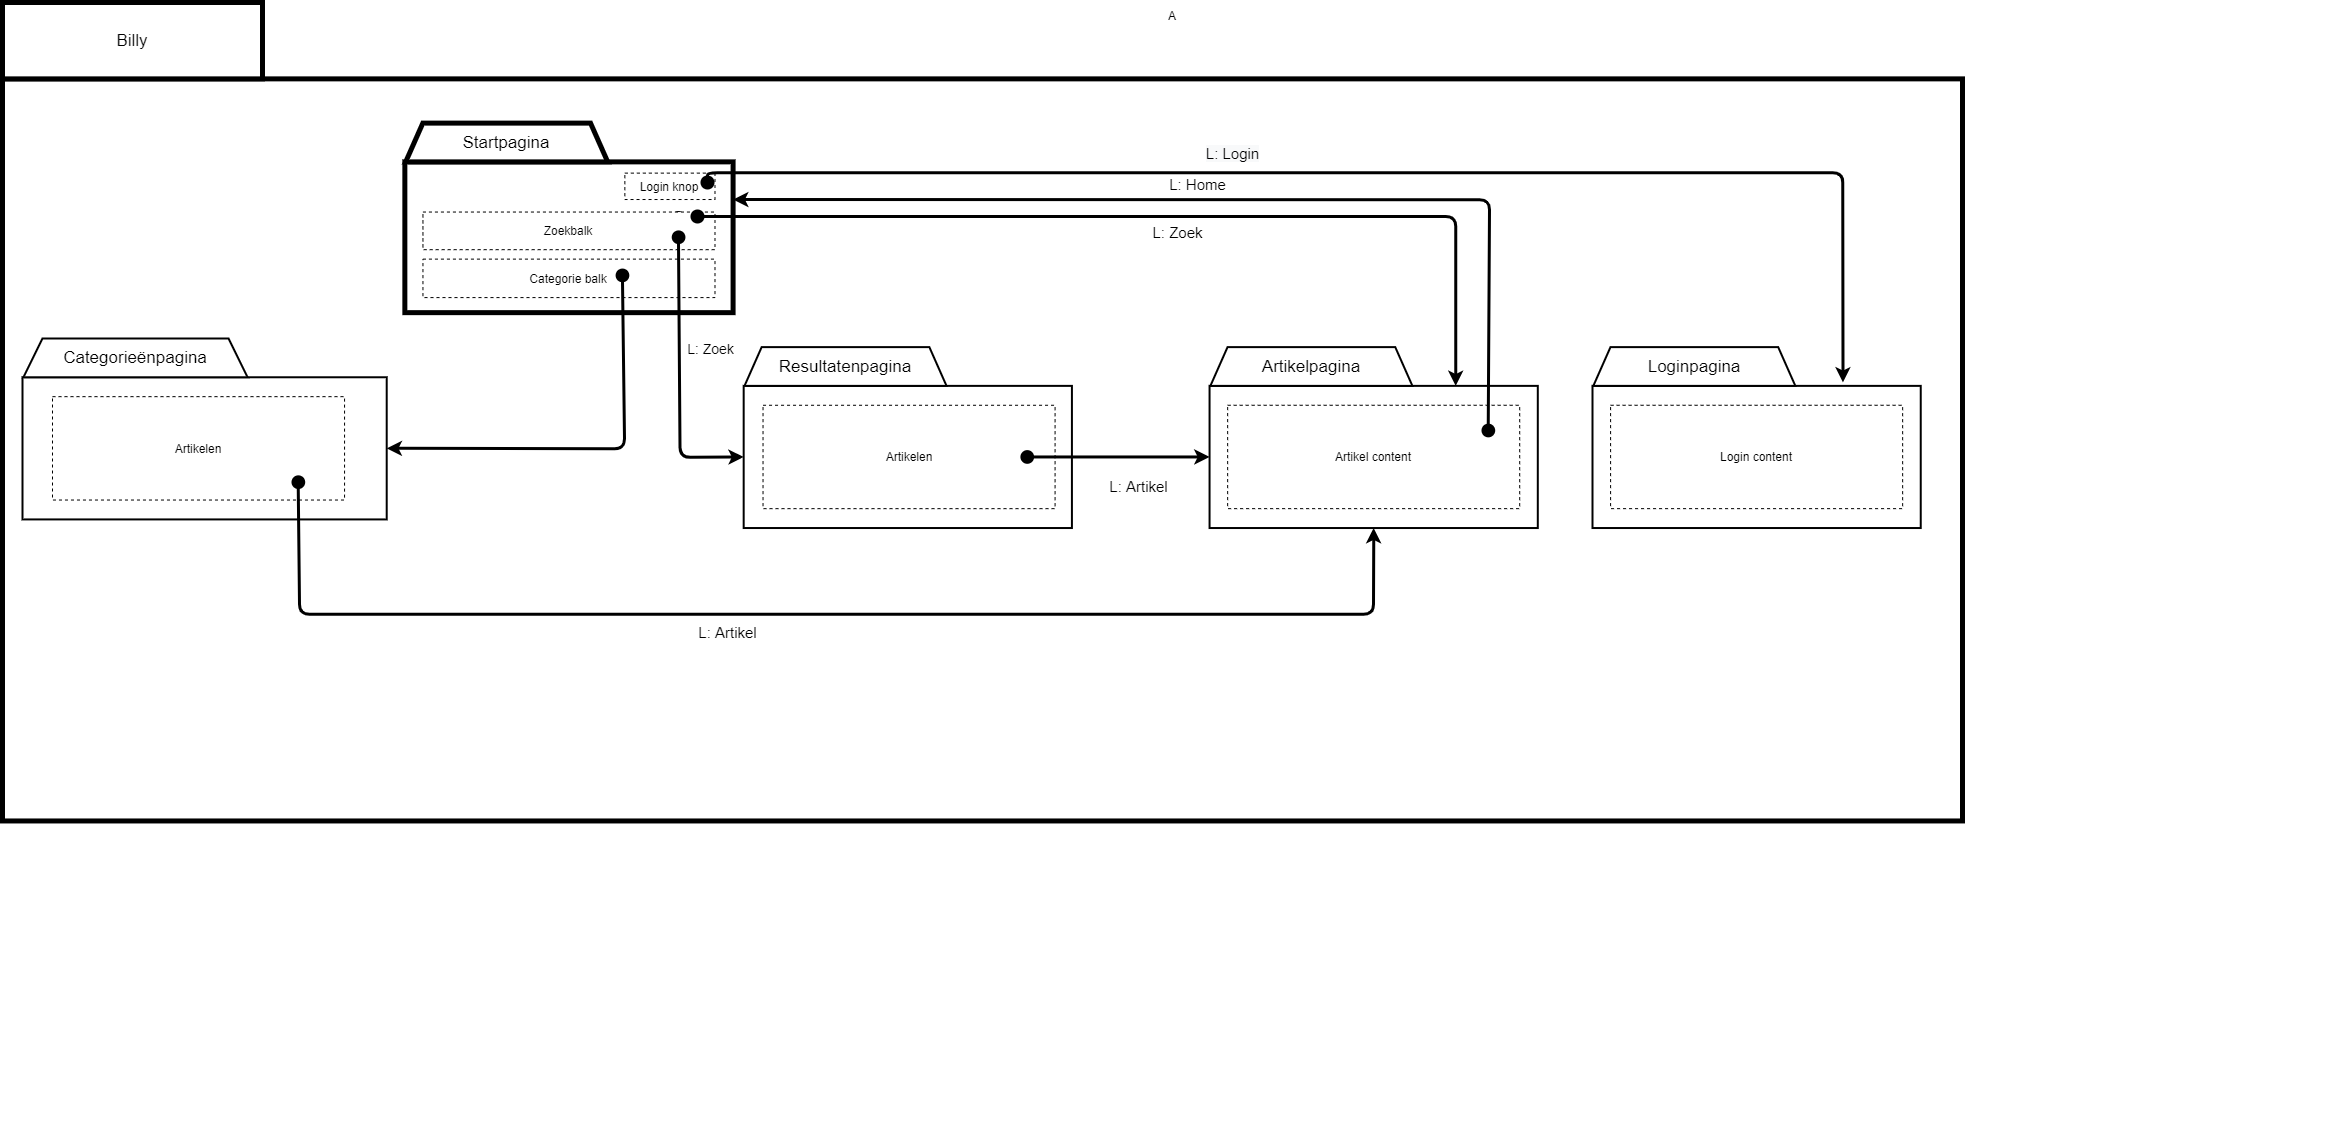 A
Billy
Startpagina
L: Login
Login knop
L: Home
Zoekbalk
L: Zoek
Categorie balk
L: Zoek
Categorieënpagina
Resultatenpagina
Artikelpagina
Loginpagina
Artikelen
Artikelen
Artikel content
Login content
L: Artikel
L: Artikel